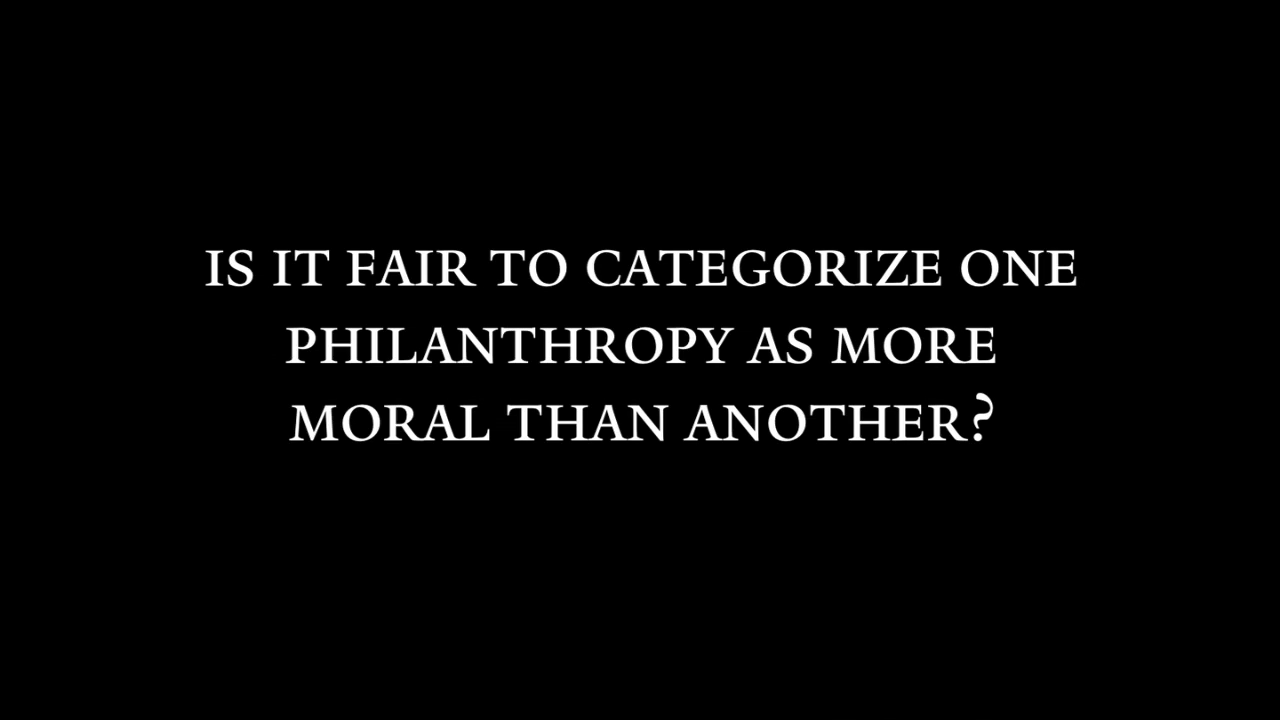 IS IT FAIR TO CATEGORIZE ONE
PHILANTHROPY AS MORE
MORAL THAN ANOTHER?